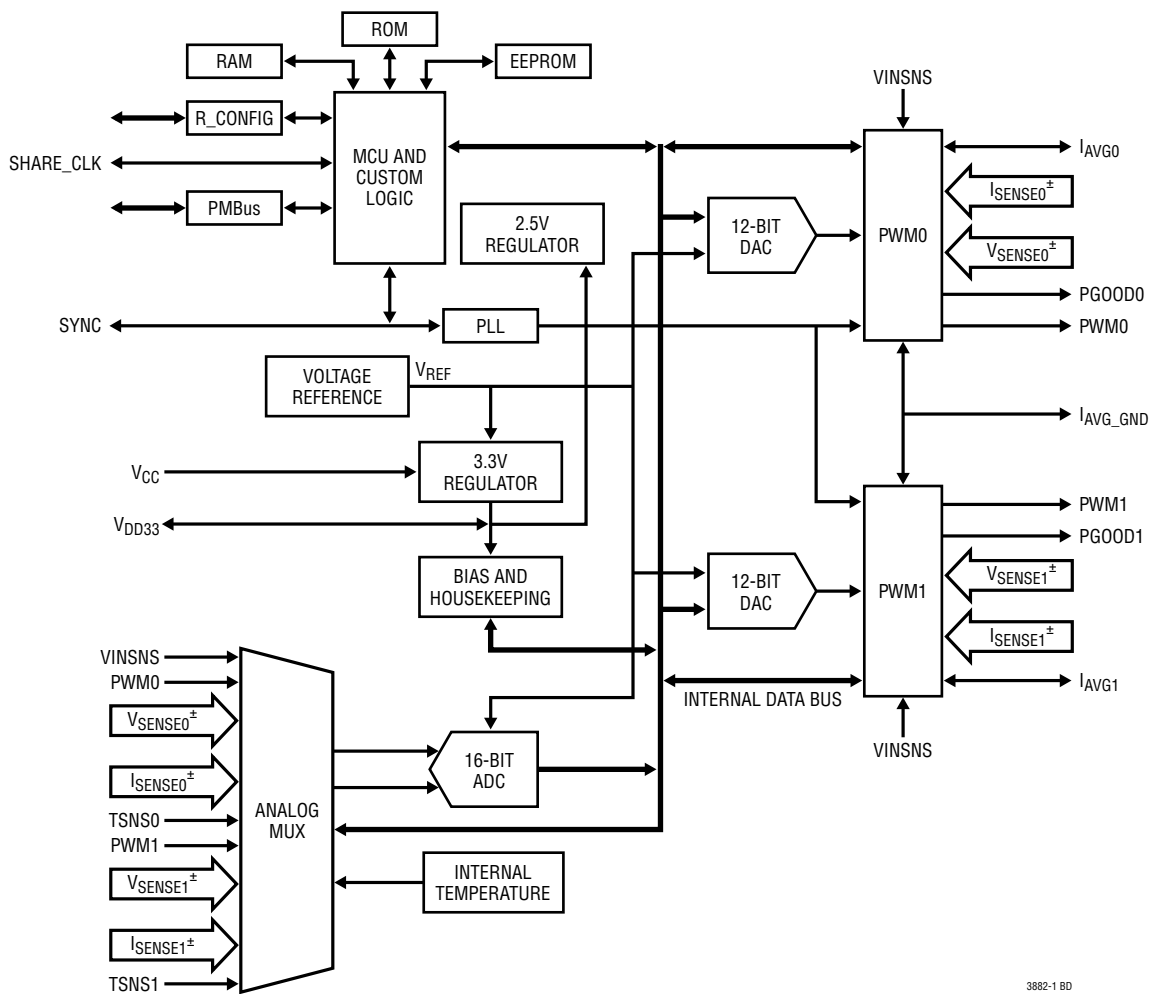 ROM
RAM
EEPROM
R_CONFIG
SHARE_CLK
PMBus
MCU AND
CUSTOM
LOGIC
2.5V
REGULATOR
SYNC
PLL
VOLTAGE
REFERENCE
VREF
VCC
3.3V
REGULATOR
VDD33
BIAS AND
HOUSEKEEPING
12-BIT
DAC
VINSNS
PWM0
IAVG0
ISENSE0±
VSENSE0±
PGOOD0
PWM0
IAVG_GND
12-BIT
DAC
PWM1
PWM1
PGOOD1
VSENSE1±
ISENSE1±
IAVG1
VINSNS
INTERNAL DATA BUS
VINSNS
PWM0
VSENSE0±
ISENSE0±
TSNS0
PWM1
VSENSE1±
ISENSE1±
TSNS1
ANALOG
MUX
16-BIT
ADC
INTERNAL
TEMPERATURE
3882-1 BD